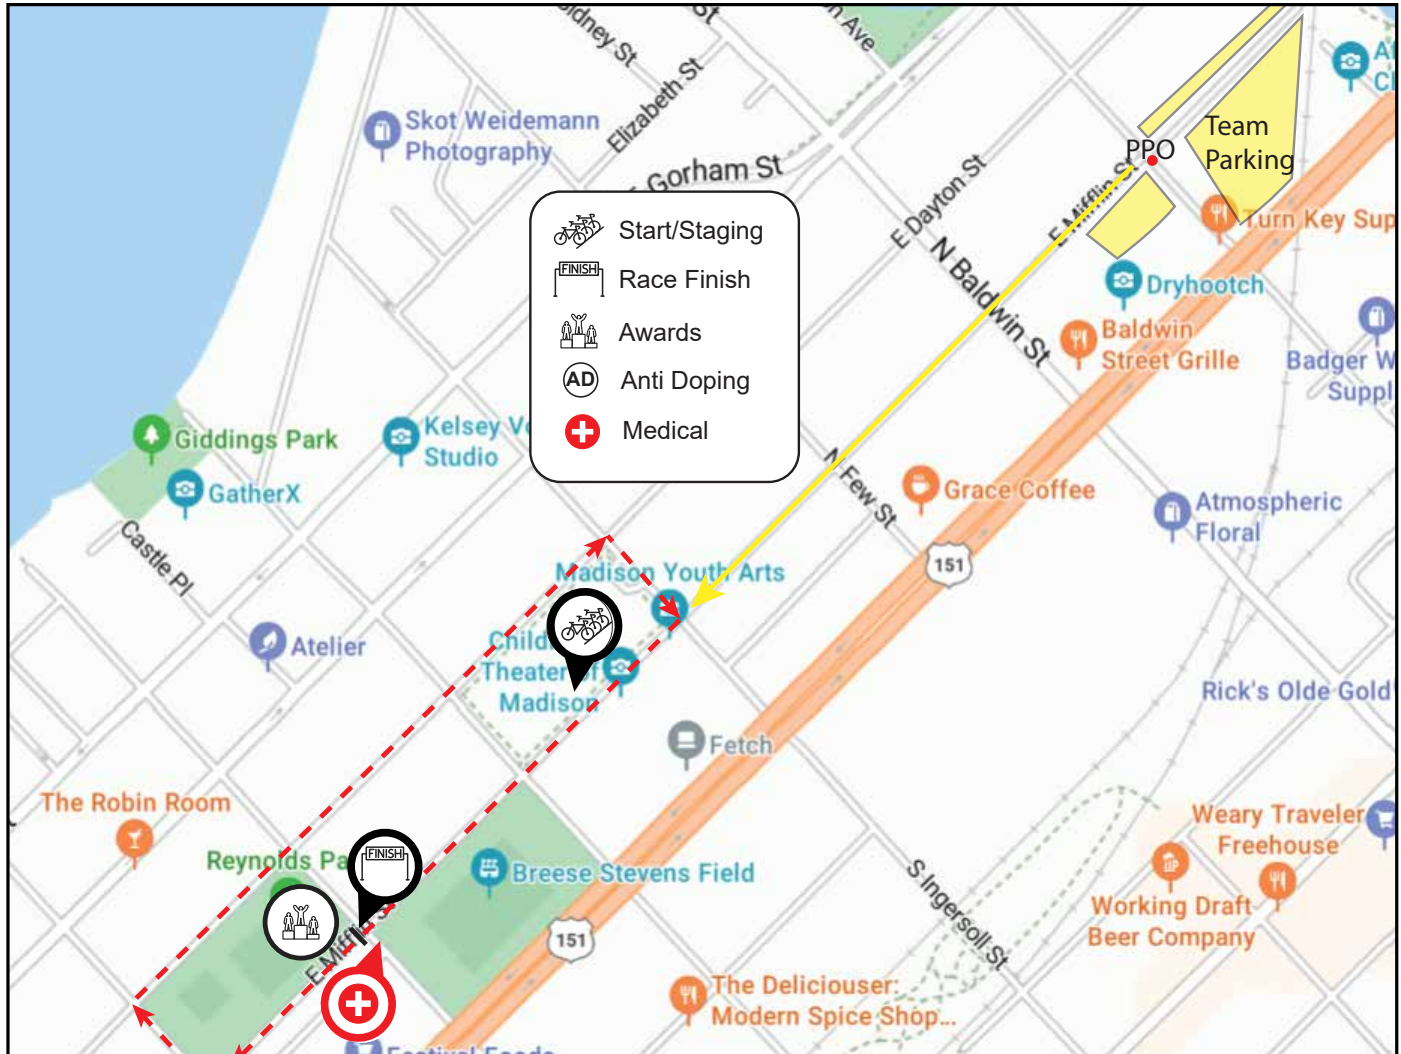 Skot Weidemann
Photography
Elizabeth St
E Gorham St
St
Team
Parking
PPO
E Mifflin St
E Dayton St
N Baldwin St
Turn Key Sup
Dryhootch
Baldwin
Street Grille
Badger W
Suppl
Start/Staging
FINISH
Race Finish
Awards
AD
Anti Doping
Medical
Giddings Park
Kelsey
Studio
GatherX
Castle Pl
N Few St
Grace Coffee
Atmospheric
Floral
151
Madison Youth Arts
Atelier
Theater of
Madison
Rick's Olde Gold
Fetch
The Robin Room
Weary Traveler
Freehouse
Reynolds Pa
FINISH
Breese Stevens Field
S Ingersoll St
Working Draft
Beer Company
151
E Mifflin S
The Deliciouser:
Modern Spice Shop...
Festival Foods